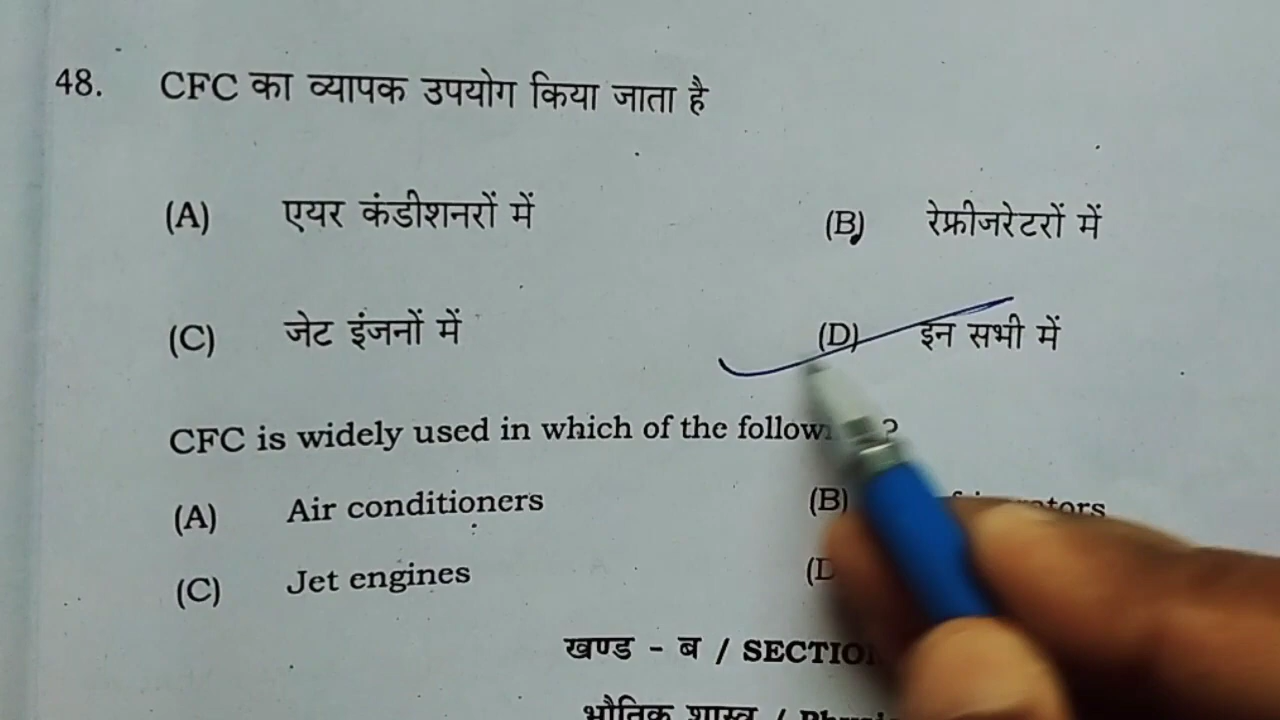 48. CFC का व्यापक उपयोग किया जाता है
(A) एयर कंडीशनरों में (B) रेफ्रीजरेटरों में
(C) जेट इंजनों में (D) इन सभी में
CFC is widely used in which of the ?
(A) Air conditioners (B)
(C) Jet engines
खण्ड - ब / SECTION
भौतिक शास्त्र /